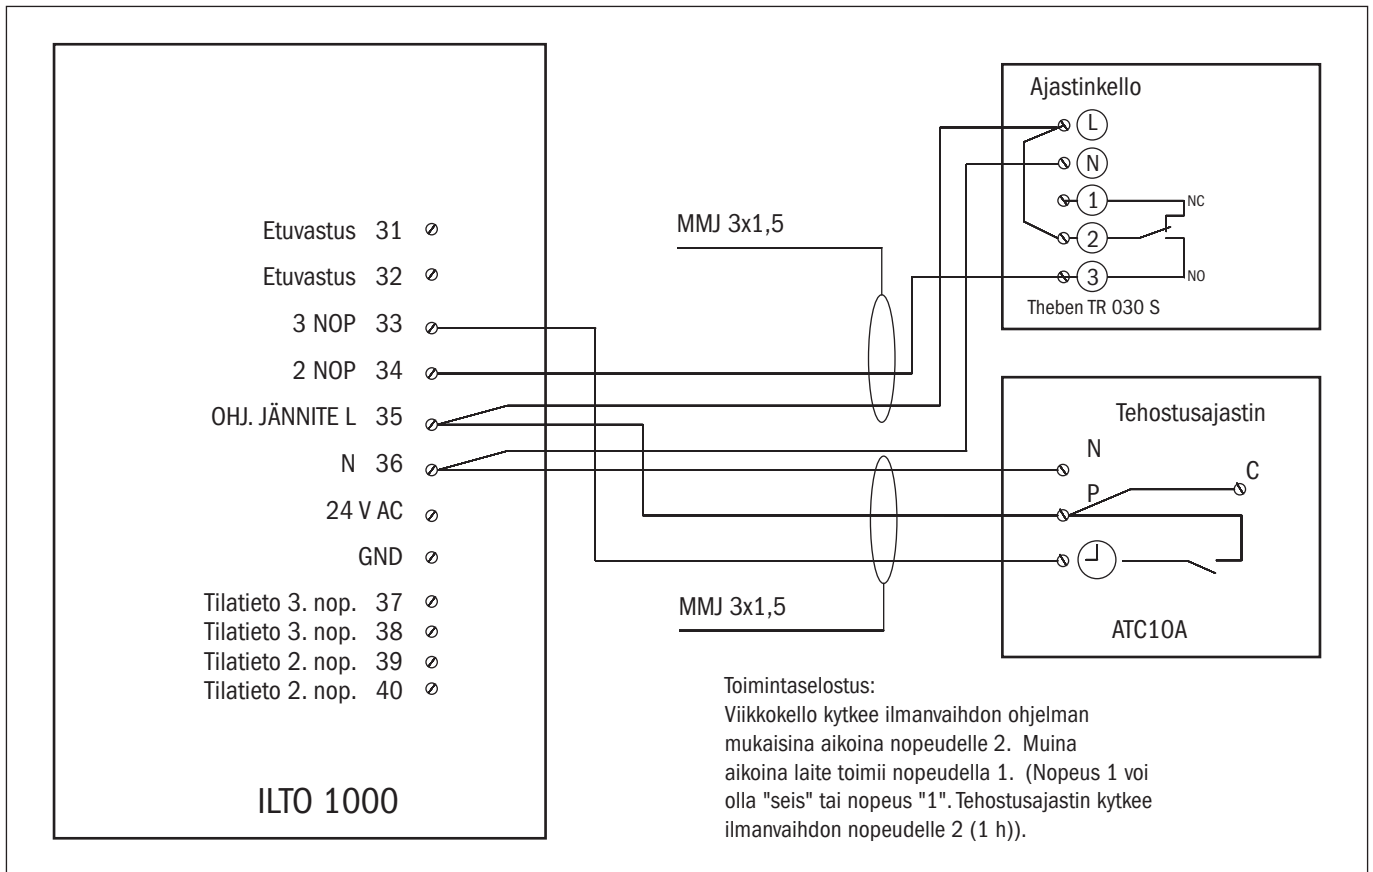 Etuvastus 31
Etuvastus 32
3 NOP 33
2 NOP 34
OHJ. JÄNNITE L 35
N 36
24 V AC
GND
Tilatieto 3. nop. 37
Tilatieto 3. nop. 38
Tilatieto 2. nop. 39
Tilatieto 2. nop. 40
ILTO 1000
MMJ 3x1,5
MMJ 3x1,5
Ajastinkello
L
N
1 NC
2
3 NO
Theben TR 030 S
Tehostusajastin
N
C
P
ATC10A
Toimintaselostus:
Viikkokello kytkee ilmanvaihdon ohjelman
mukaisina aikoina nopeudelle 2. Muina
aikoina laite toimii nopeudella 1. (Nopeus 1 voi
olla "seis" tai nopeus "1". Tehostusajastin kytkee
ilmanvaihdon nopeudelle 2 (1 h)).